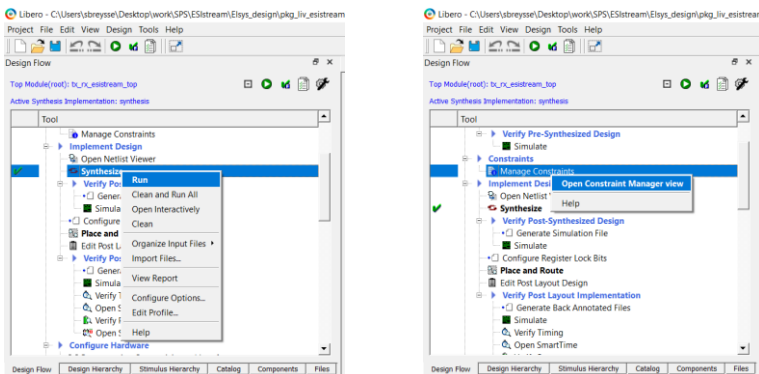 Libero - C:\Users\sbreysse\Desktop\work\SPS\ESIstream\Elsys_design\pkg_liv_esistream
Project File Edit View Design Tools Help
Design Flow
Top Module(root): tx_rx_esistream_top
Active Synthesis Implementation: synthesis
Tool
Manage Constraints
Implement Design
Open Netlist Viewer
Synthesize
Run
Verify Pos
Clean and Run All
Gener
Open Interactively
Simula
Clean
Configure
Place and
Organize Input Files
Edit Post L
Import Files...
Verify Pos
Gener
View Report
Simula
Verify T
Configure Options...
Open S
Edit Profile...
Verify P
Open S
Help
Configure Hardware
Design Flow Design Hierarchy Stimulus Hierarchy Catalog Components Files
Libero - C:\Users\sbreysse\Desktop\work\SPS\ESIstream\Elsys_design\pkg_liv_esistream
Project File Edit View Design Tools Help
Design Flow
Top Module(root): tx_rx_esistream_top
Active Synthesis Implementation: synthesis
Tool
Verify Pre-Synthesized Design
Simulate
Constraints
Manage Constraints
Implement Desi
Open Constraint Manager view
Open Netlist
Help
Synthesize
Verify Post-Synthesized Design
Generate Simulation File
Simulate
Configure Register Lock Bits
Place and Route
Edit Post Layout Design
Verify Post Layout Implementation
Generate Back Annotated Files
Simulate
Verify Timing
Open SmartTime
Design Flow Design Hierarchy Stimulus Hierarchy Catalog Components Files